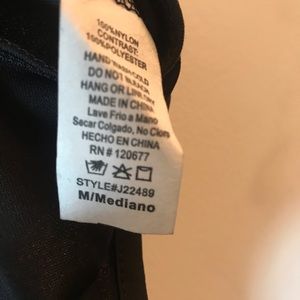 100%NYLON
CONTRAST:
100%POLYESTER
HAND WASH COLD
DO NOT BLEACH
HANG OR LINE DRY
MADE IN CHINA
Lave Frio a Mano
Secar Colgado, No Cloro
HECHO EN CHINA
RN# 120677
STYLE#J22489
M/Mediano